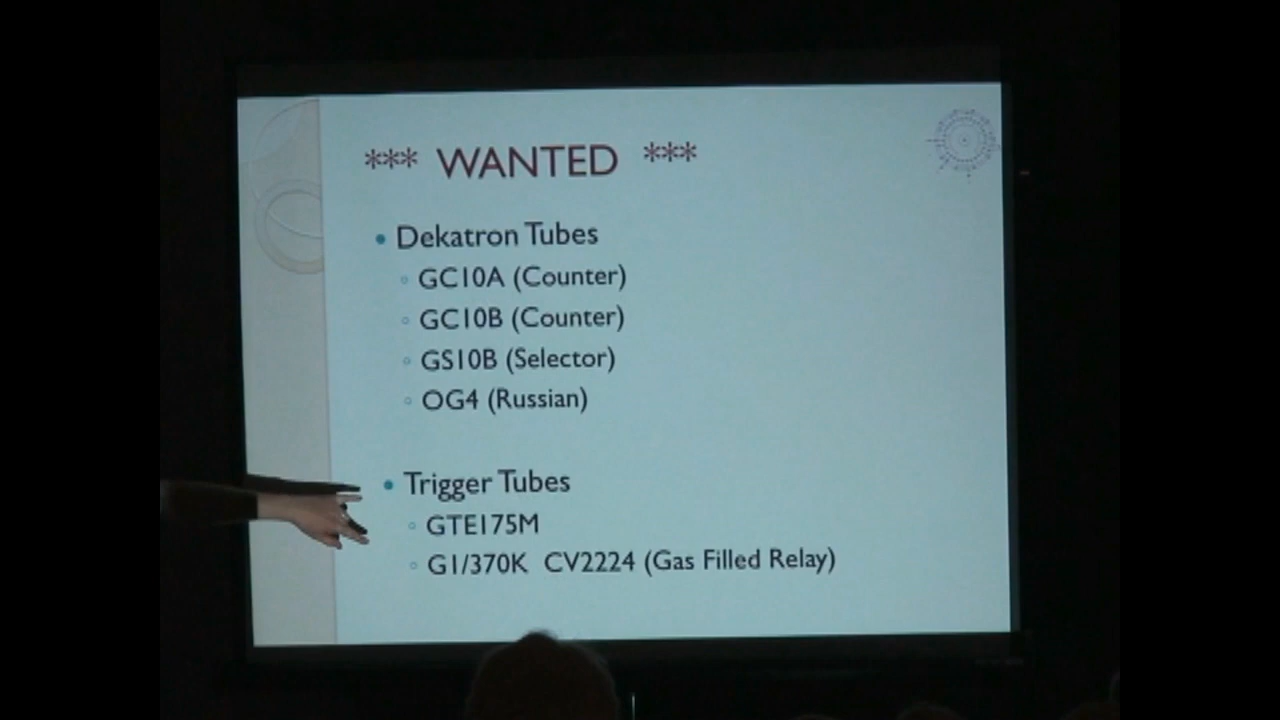 *** WANTED ***
Dekatron Tubes
GC10A (Counter)
GC10B (Counter)
GS10B (Selector)
OG4 (Russian)
Trigger Tubes
GTE175M
G1/370K CV2224 (Gas Filled Relay)